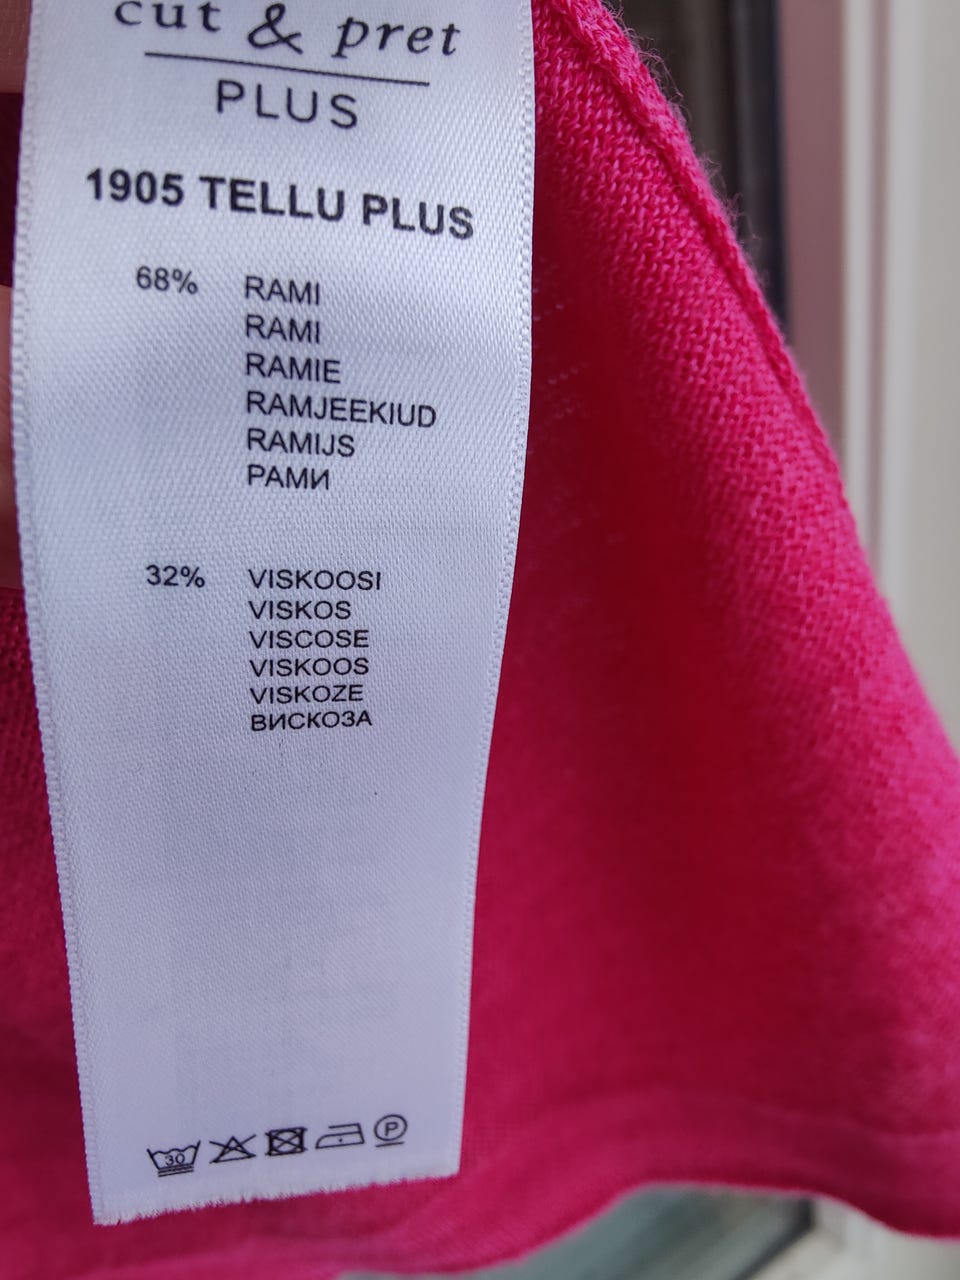 cut & pret
PLUS
1905 TELLU PLUS
68% RAMI
RAMI
RAMIE
RAMJEEKIUD
RAMIJS
РАМИ
32% VISKOOSI
VISKOS
VISCOSE
VISKOOS
VISKOZE
ВИСКОЗА
30 P